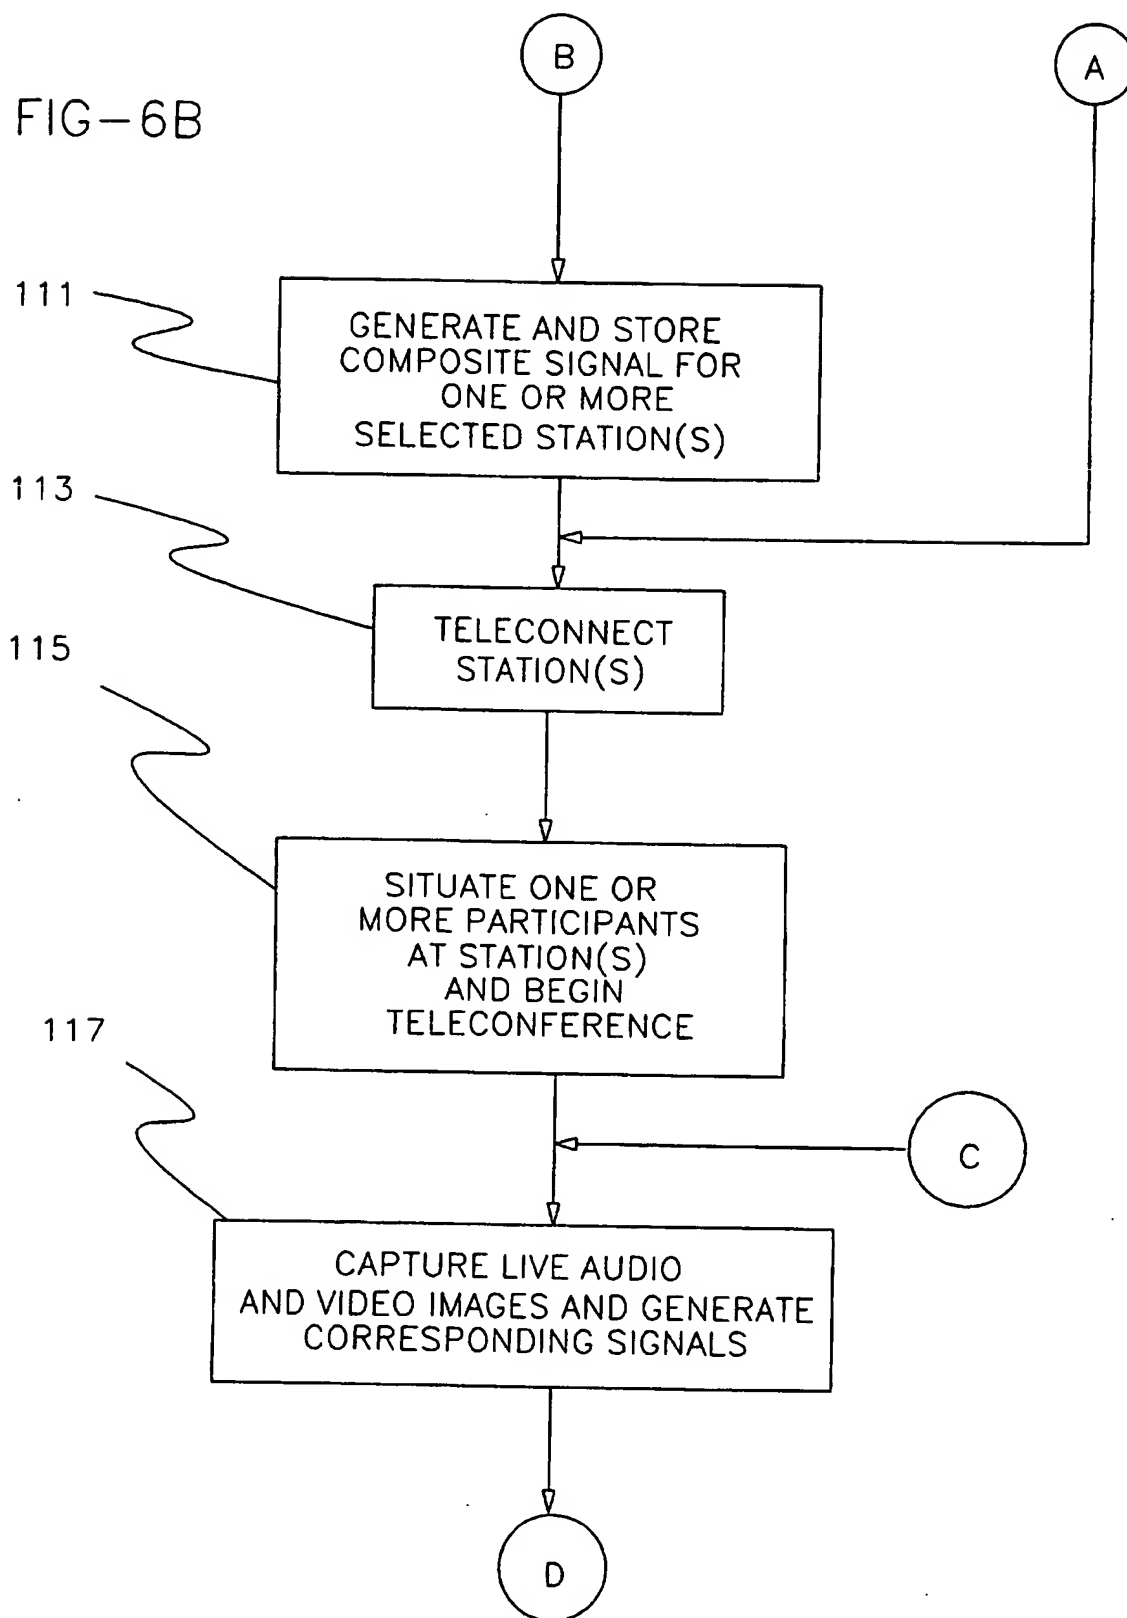 B
A
FIG-6B
111
GENERATE AND STORE
COMPOSITE SIGNAL FOR
ONE OR MORE
SELECTED STATION(S)
113
TELECONNECT
STATION(S)
115
SITUATE ONE OR
MORE PARTICIPANTS
AT STATION(S)
AND BEGIN
TELECONFERENCE
117
C
CAPTURE LIVE AUDIO
AND VIDEO IMAGES AND GENERATE
CORRESPONDING SIGNALS
D